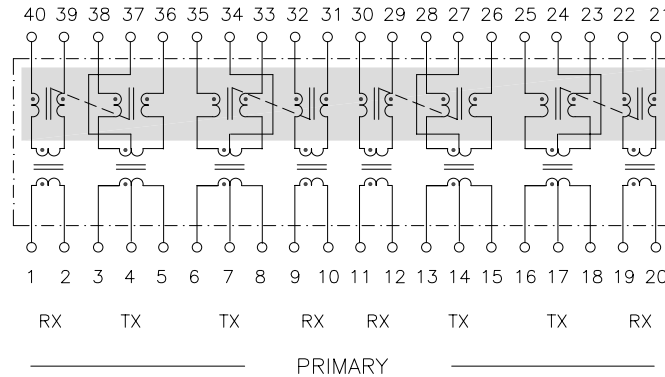 40 39 38 37 36 35 34 33 32 31 30 29 28 27 26 25 24 23 22 21
1 2 3 4 5 6 7 8 9 10 11 12 13 14 15 16 17 18 19 20
RX TX TX RX RX TX TX RX
PRIMARY